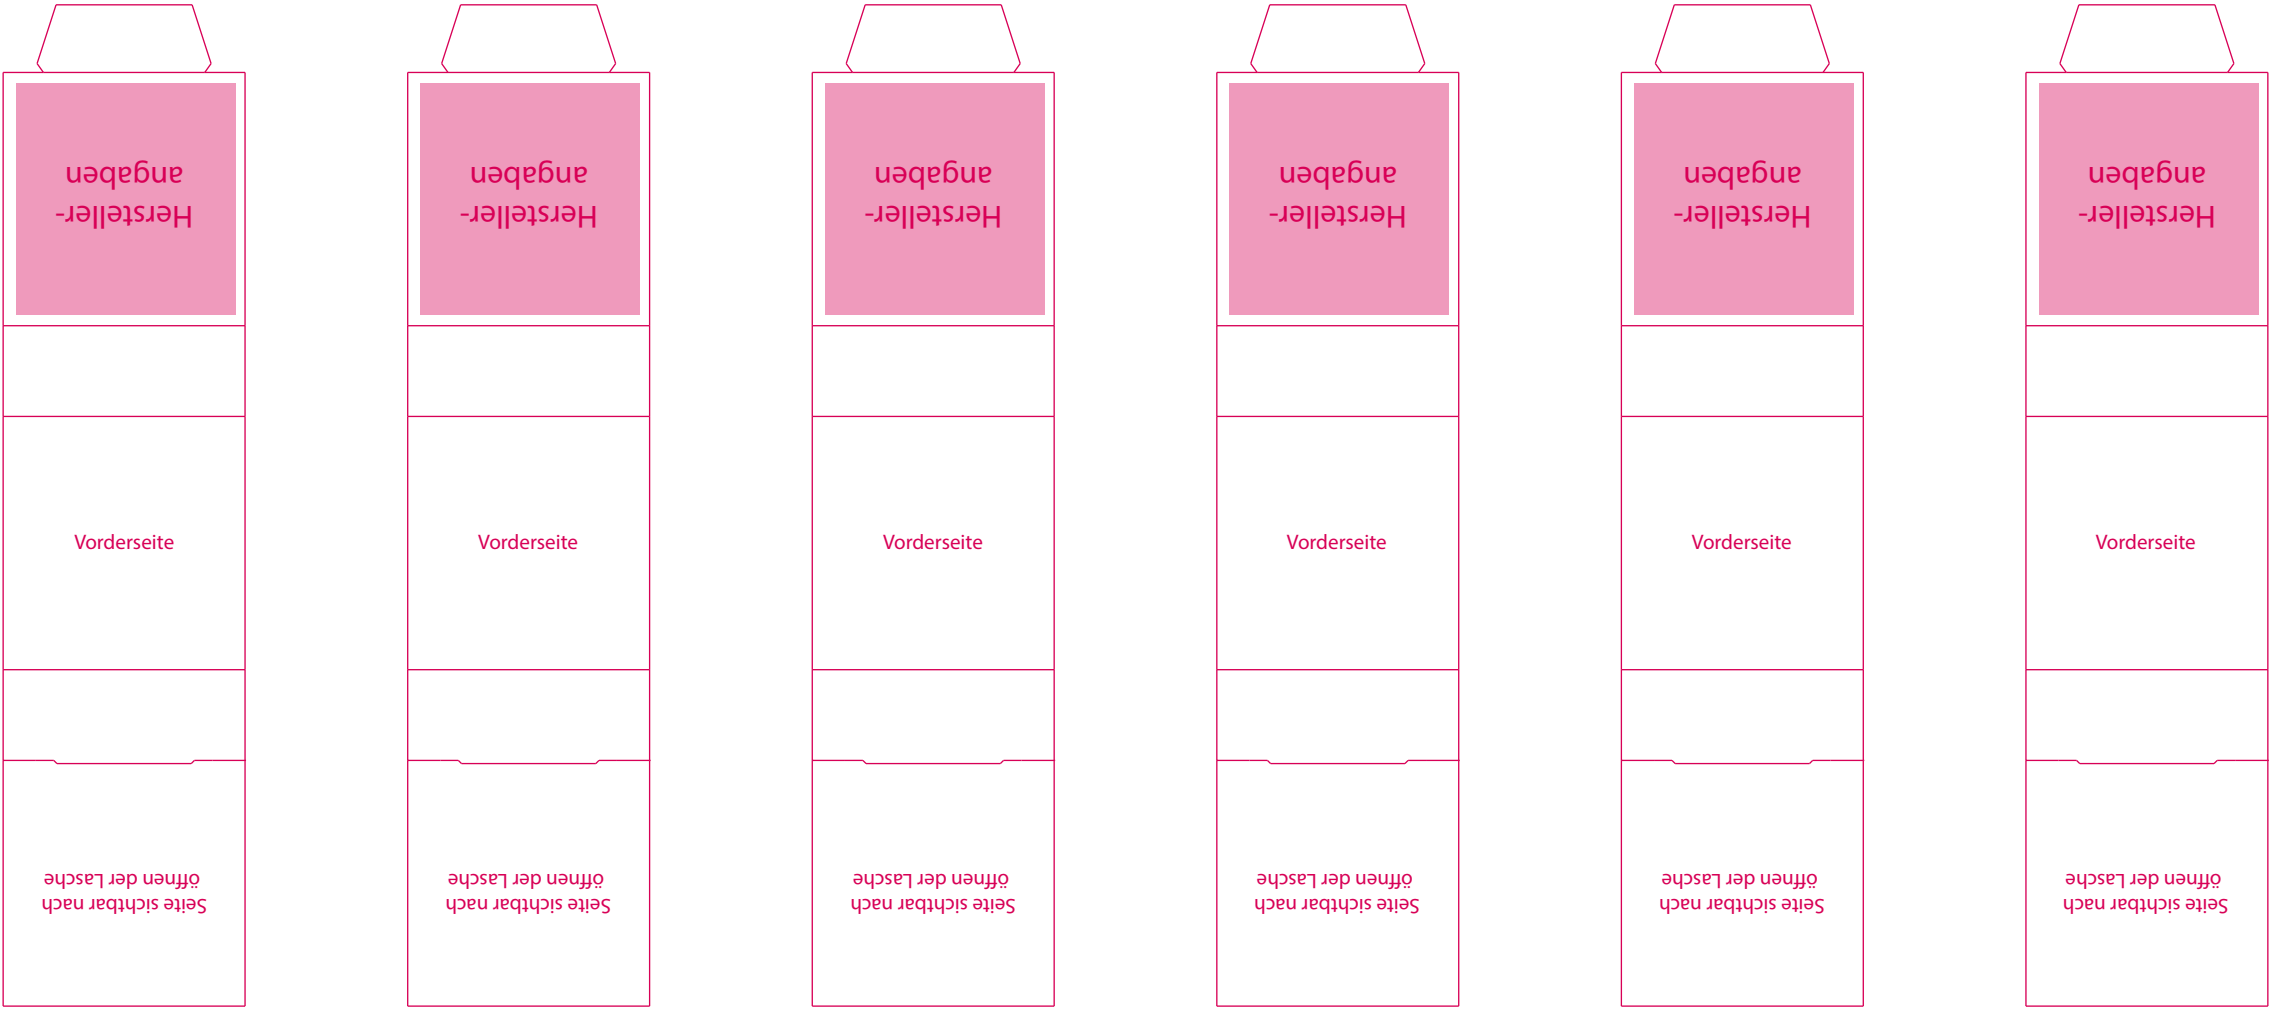 Hersteller-
angaben
Hersteller-
angaben
Hersteller-
angaben
Hersteller-
angaben
Hersteller-
angaben
Hersteller-
angaben
Vorderseite
Vorderseite
Vorderseite
Vorderseite
Vorderseite
Vorderseite
Seite sichtbar nach
öffnen der Lasche
Seite sichtbar nach
öffnen der Lasche
Seite sichtbar nach
öffnen der Lasche
Seite sichtbar nach
öffnen der Lasche
Seite sichtbar nach
öffnen der Lasche
Seite sichtbar nach
öffnen der Lasche